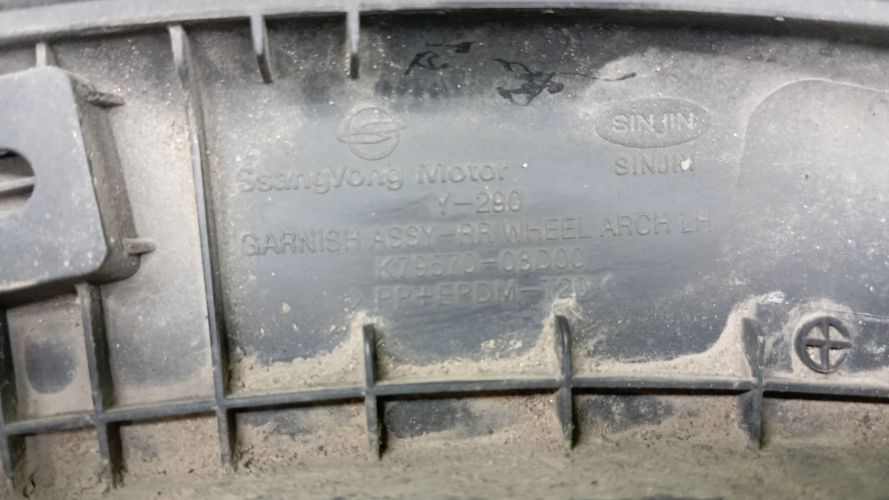 SsangYong Motor
SINJIN
SINJIN
Y-290
GARNISH ASSY-RR WHEEL ARCH LH
K79570-08D00
>PP+EPDM-T20